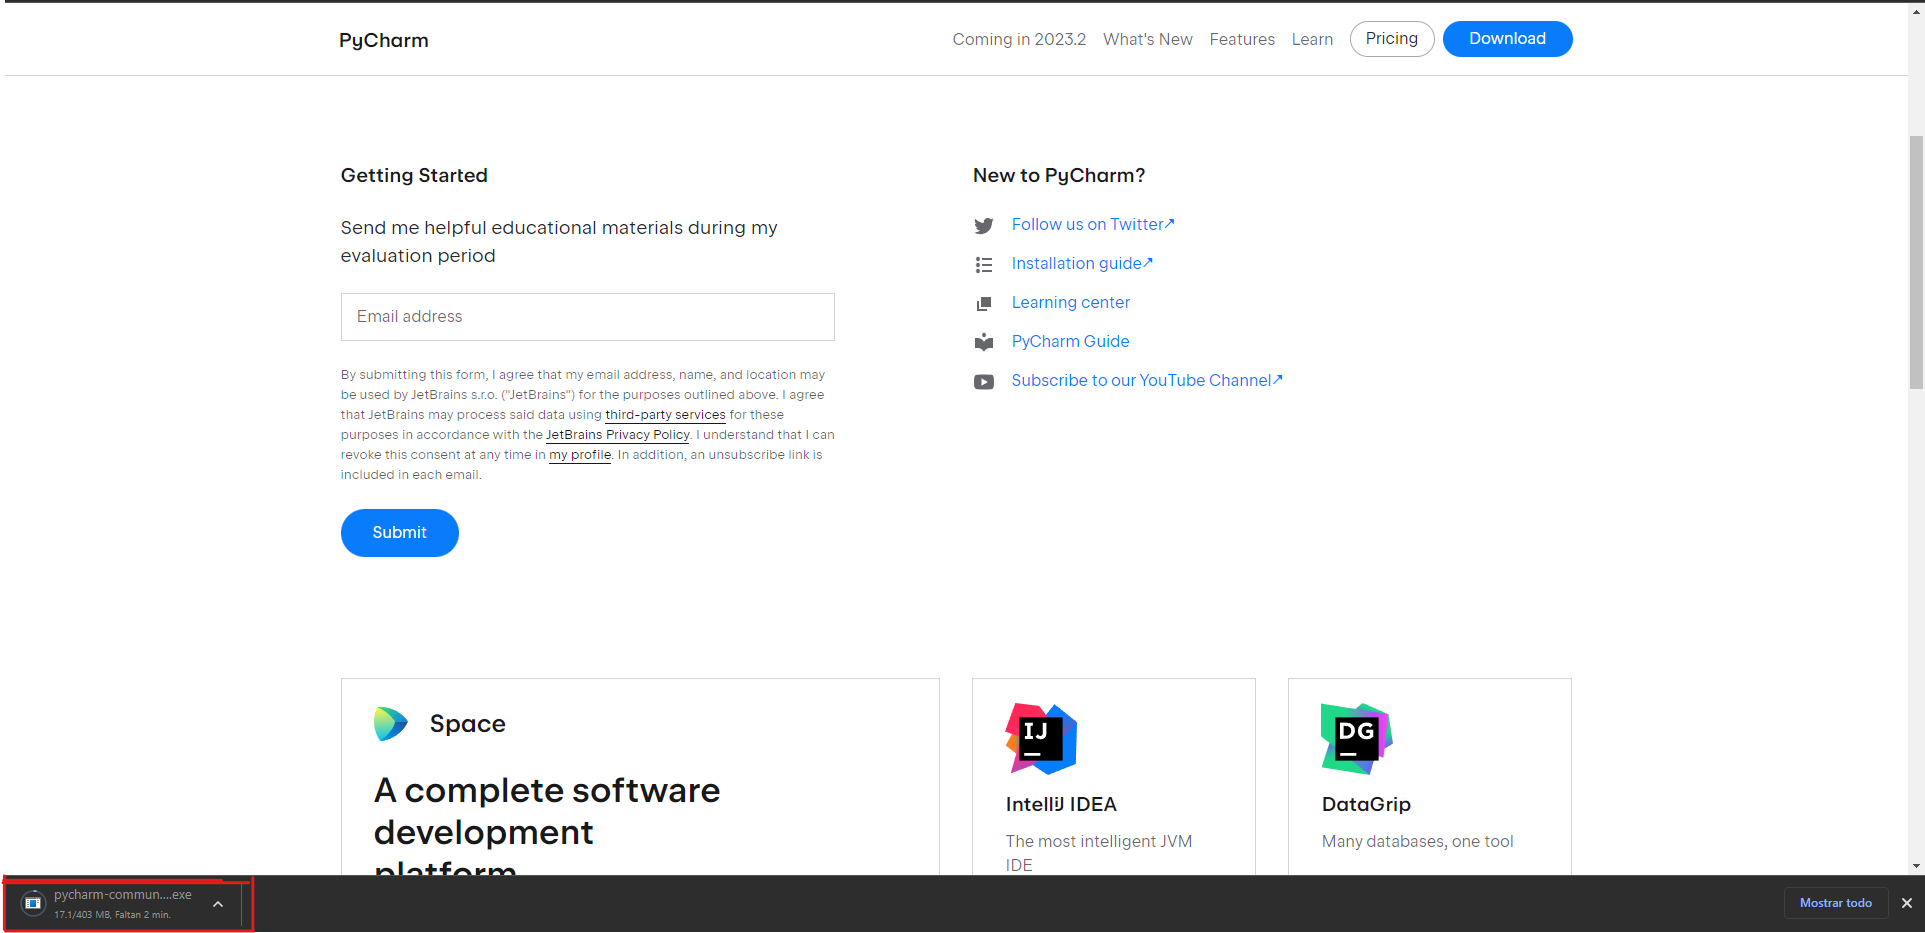 PyCharm
Coming in 2023.2 What's New Features Learn Pricing Download
Getting Started
Send me helpful educational materials during my
evaluation period
Email address
By submitting this form, I agree that my email address, name, and location may
be used by JetBrains s.r.o. ("JetBrains") for the purposes outlined above. I agree
that JetBrains may process said data using third-party services for these
purposes in accordance with the JetBrains Privacy Policy. I understand that I can
revoke this consent at any time in my profile. In addition, an unsubscribe link is
included in each email.
Submit
New to PyCharm?
Follow us on Twitter↗
Installation guide↗
Learning center
PyCharm Guide
Subscribe to our YouTube Channel↗
Space
A complete software
development
platform
IJ
IntelliJ IDEA
The most intelligent JVM
IDE
DG
DataGrip
Many databases, one tool
pycharm-commun....exe
17.1/403 MB, Faltan 2 min.
Mostrar todo